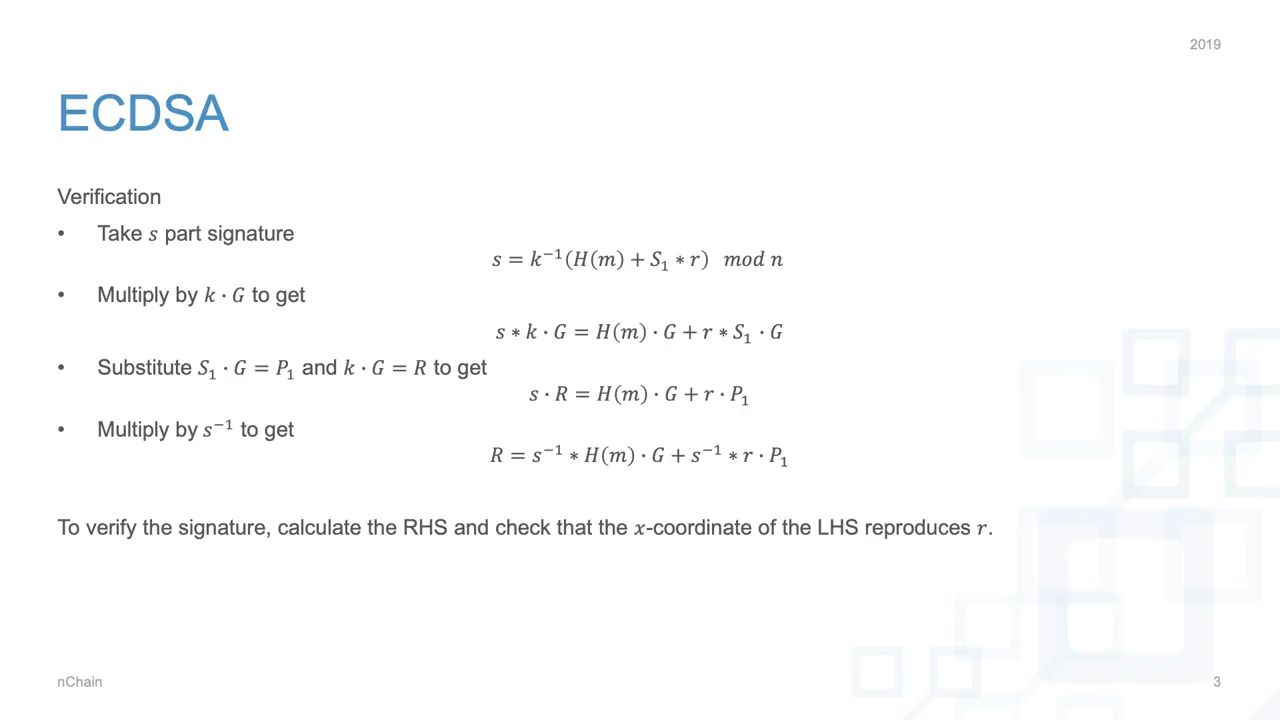 2019
ECDSA
Verification
• Take 𝑠 part signature
𝑠 = 𝑘⁻¹(𝐻(𝑚) + 𝑆₁ ∗ 𝑟) 𝑚𝑜𝑑 𝑛
• Multiply by 𝑘 · 𝐺 to get
𝑠 ∗ 𝑘 · 𝐺 = 𝐻(𝑚) · 𝐺 + 𝑟 ∗ 𝑆₁ · 𝐺
• Substitute 𝑆₁ · 𝐺 = 𝑃₁ and 𝑘 · 𝐺 = 𝑅 to get
𝑠 · 𝑅 = 𝐻(𝑚) · 𝐺 + 𝑟 · 𝑃₁
• Multiply by 𝑠⁻¹ to get
𝑅 = 𝑠⁻¹ ∗ 𝐻(𝑚) · 𝐺 + 𝑠⁻¹ ∗ 𝑟 · 𝑃₁
To verify the signature, calculate the RHS and check that the 𝑥-coordinate of the LHS reproduces 𝑟.
nChain
3